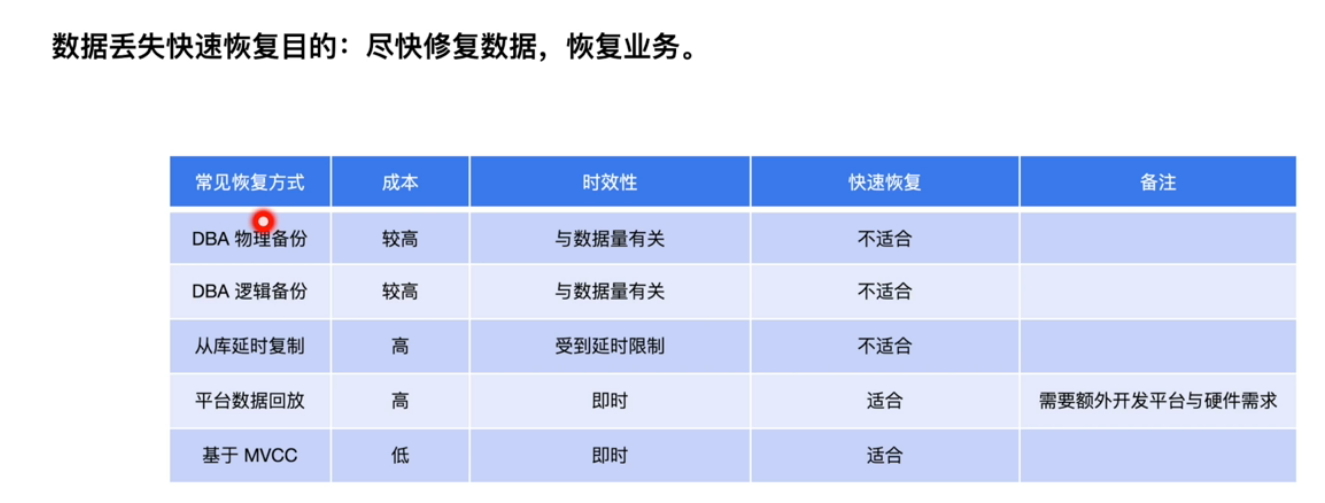 数据丢失快速恢复目的：尽快修复数据，恢复业务。
常见恢复方式 成本 时效性 快速恢复 备注
DBA 物理备份 较高 与数据量有关 不适合
DBA 逻辑备份 较高 与数据量有关 不适合
从库延时复制 高 受到延时限制 不适合
平台数据回放 高 即时 适合 需要额外开发平台与硬件需求
基于 MVCC 低 即时 适合